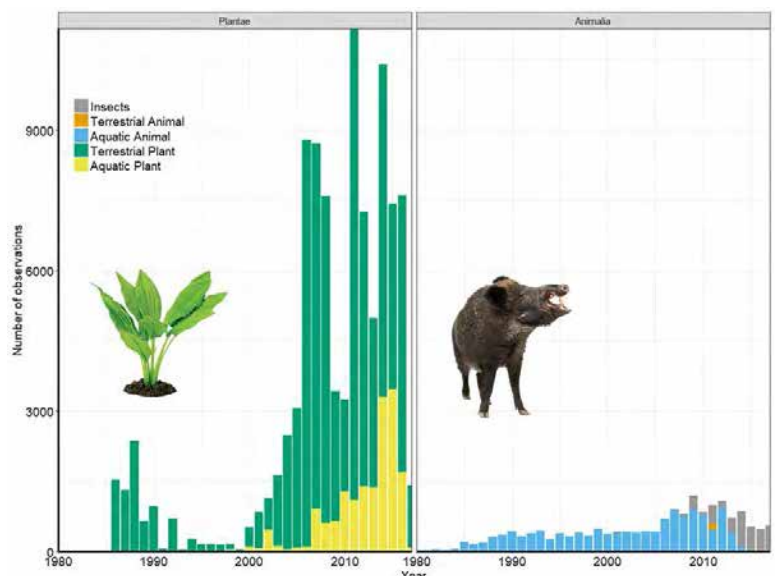 Plantae
Animalia
Insects
Terrestrial Animal
Aquatic Animal
Terrestrial Plant
Aquatic Plant
Number of observations
9000
6000
3000
0
1980
1990
2000
2010
1980
1990
2000
2010
Year